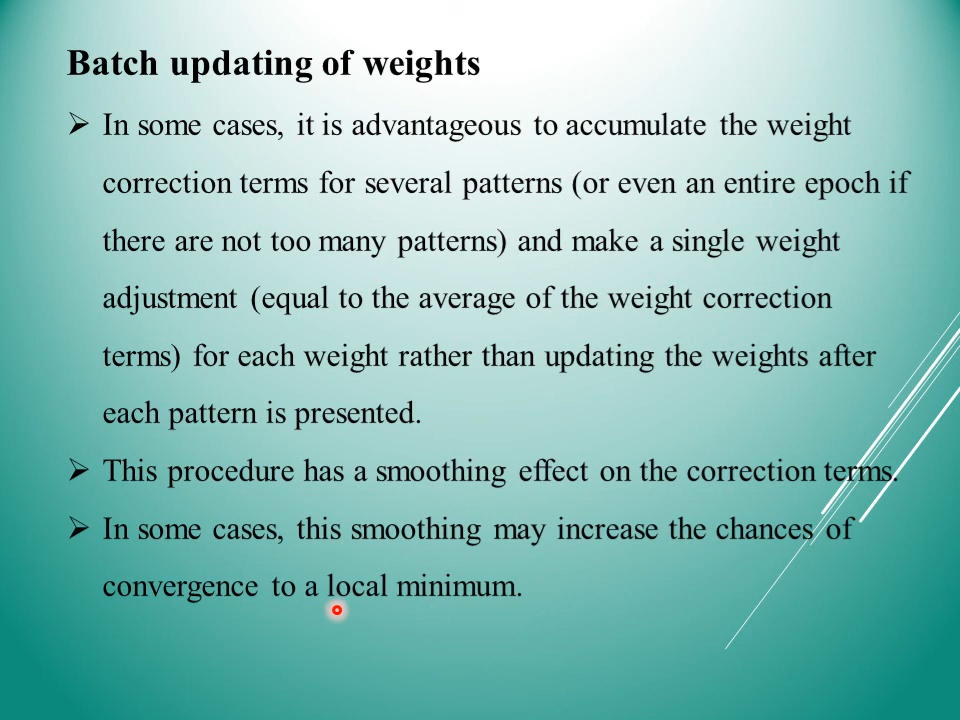 Batch updating of weights
➢ In some cases, it is advantageous to accumulate the weight
correction terms for several patterns (or even an entire epoch if
there are not too many patterns) and make a single weight
adjustment (equal to the average of the weight correction
terms) for each weight rather than updating the weights after
each pattern is presented.
➢ This procedure has a smoothing effect on the correction terms.
➢ In some cases, this smoothing may increase the chances of
convergence to a local minimum.